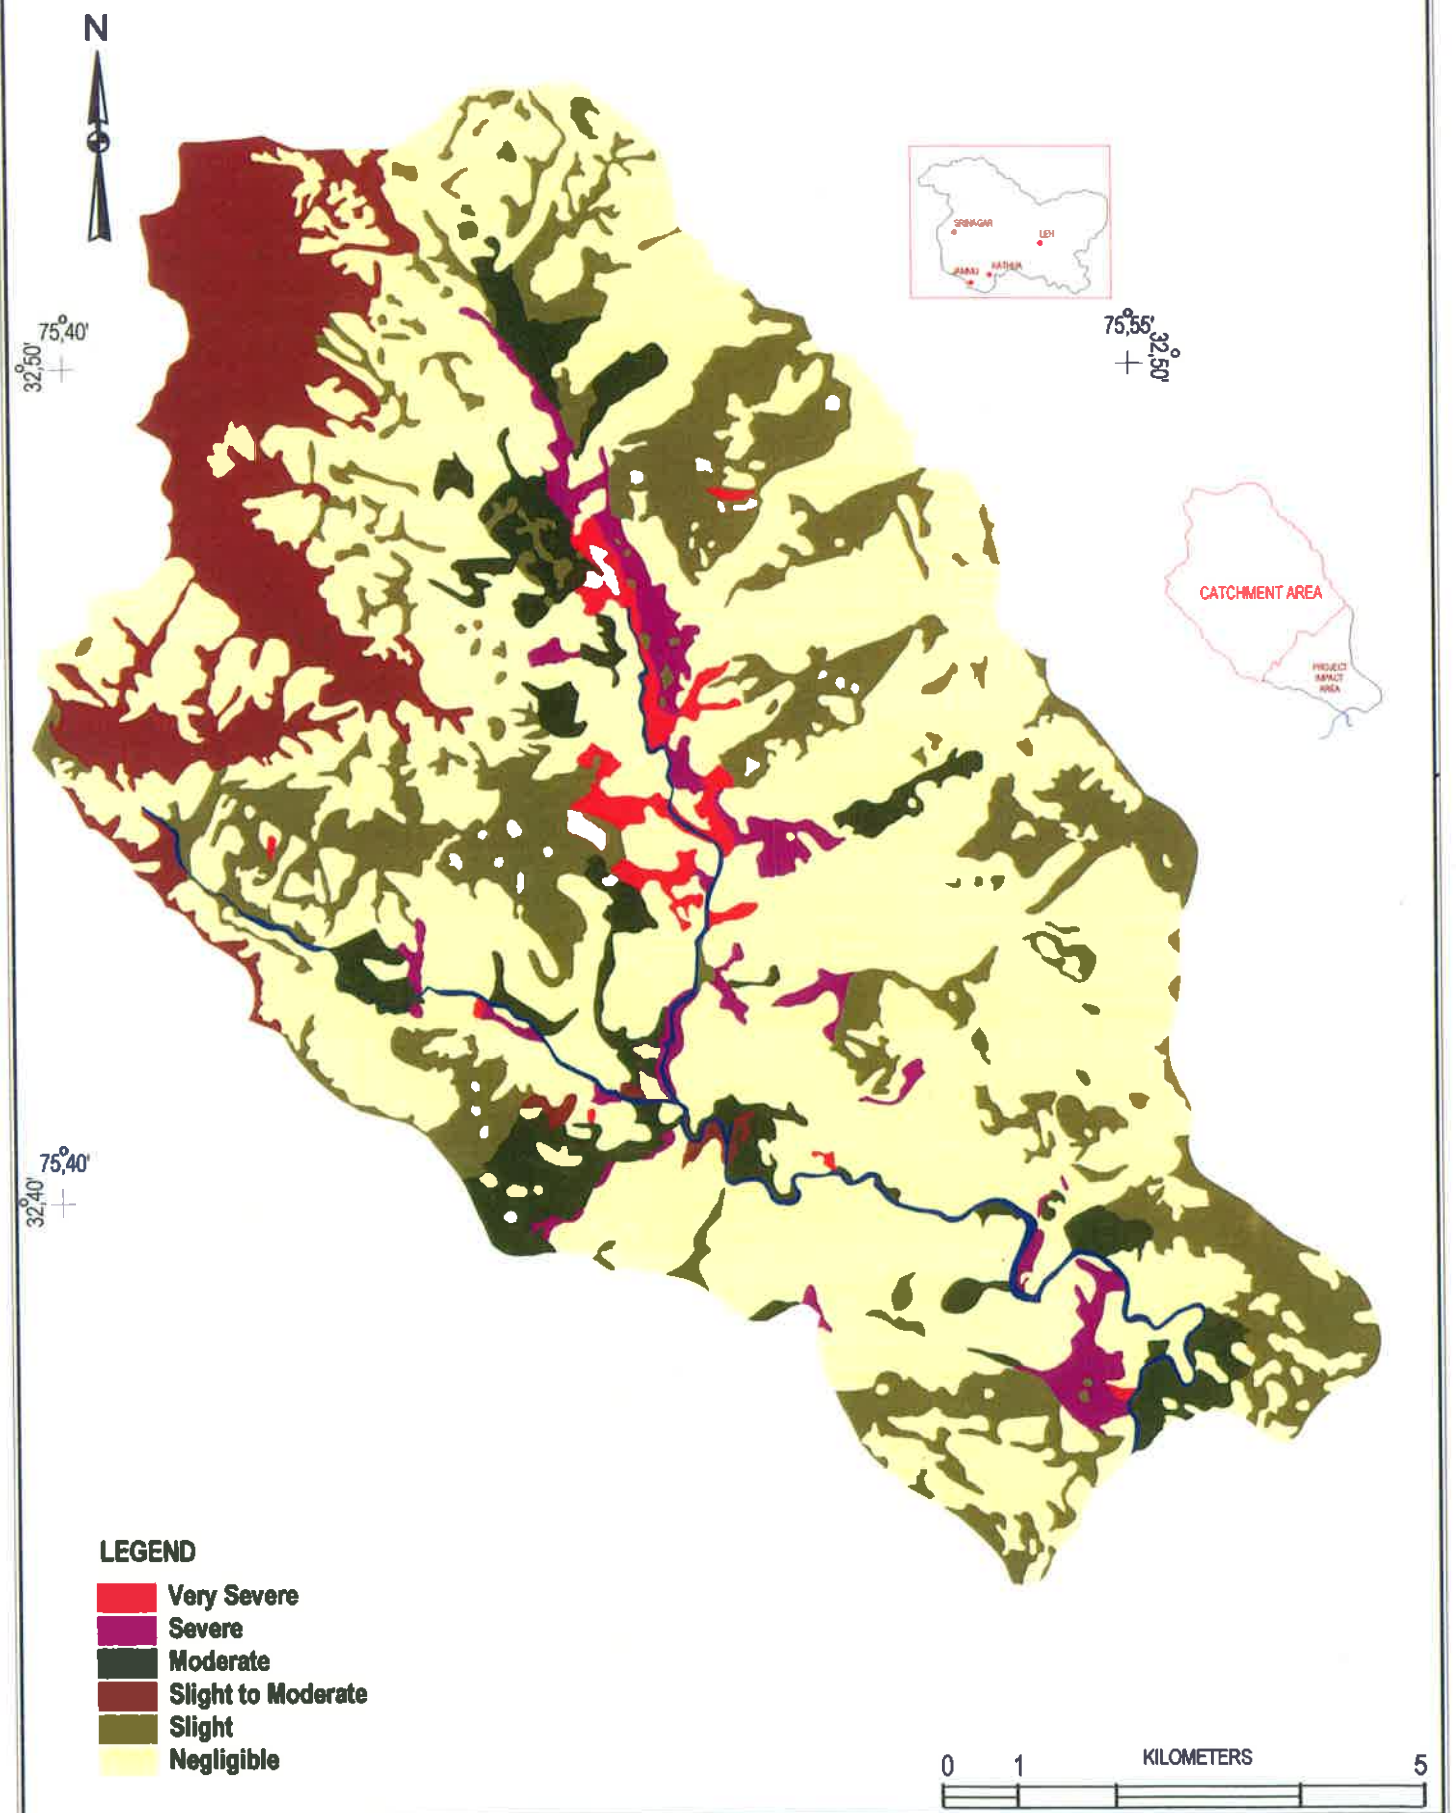 N
SRINAGAR
LEH
JAMMU
KATHUA
75°40'
32°50'
75°55'
32°50'
CATCHMENT AREA
PROJECT
IMPACT
AREA
75°40'
32°40'
LEGEND
Very Severe
Severe
Moderate
Slight to Moderate
Slight
Negligible
0 1 KILOMETERS 5